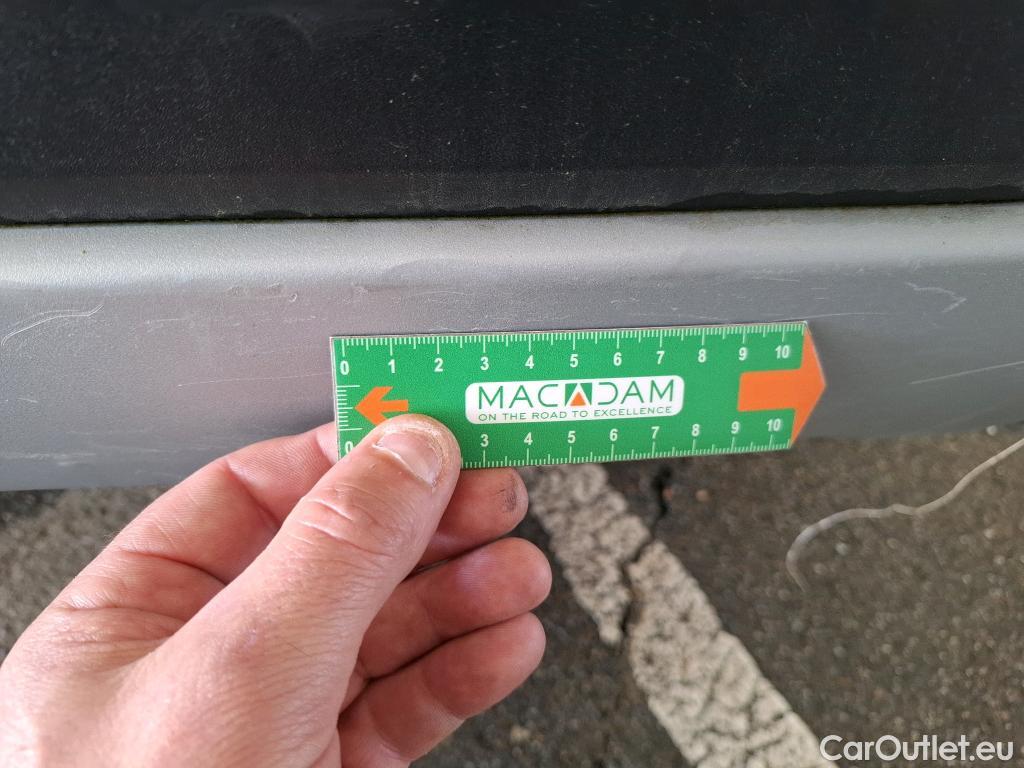 0 1 2 3 4 5 6 7 8 9 10
MACADAM
ON THE ROAD TO EXCELLENCE
0 3 4 5 6 7 8 9 10
CarOutlet.eu